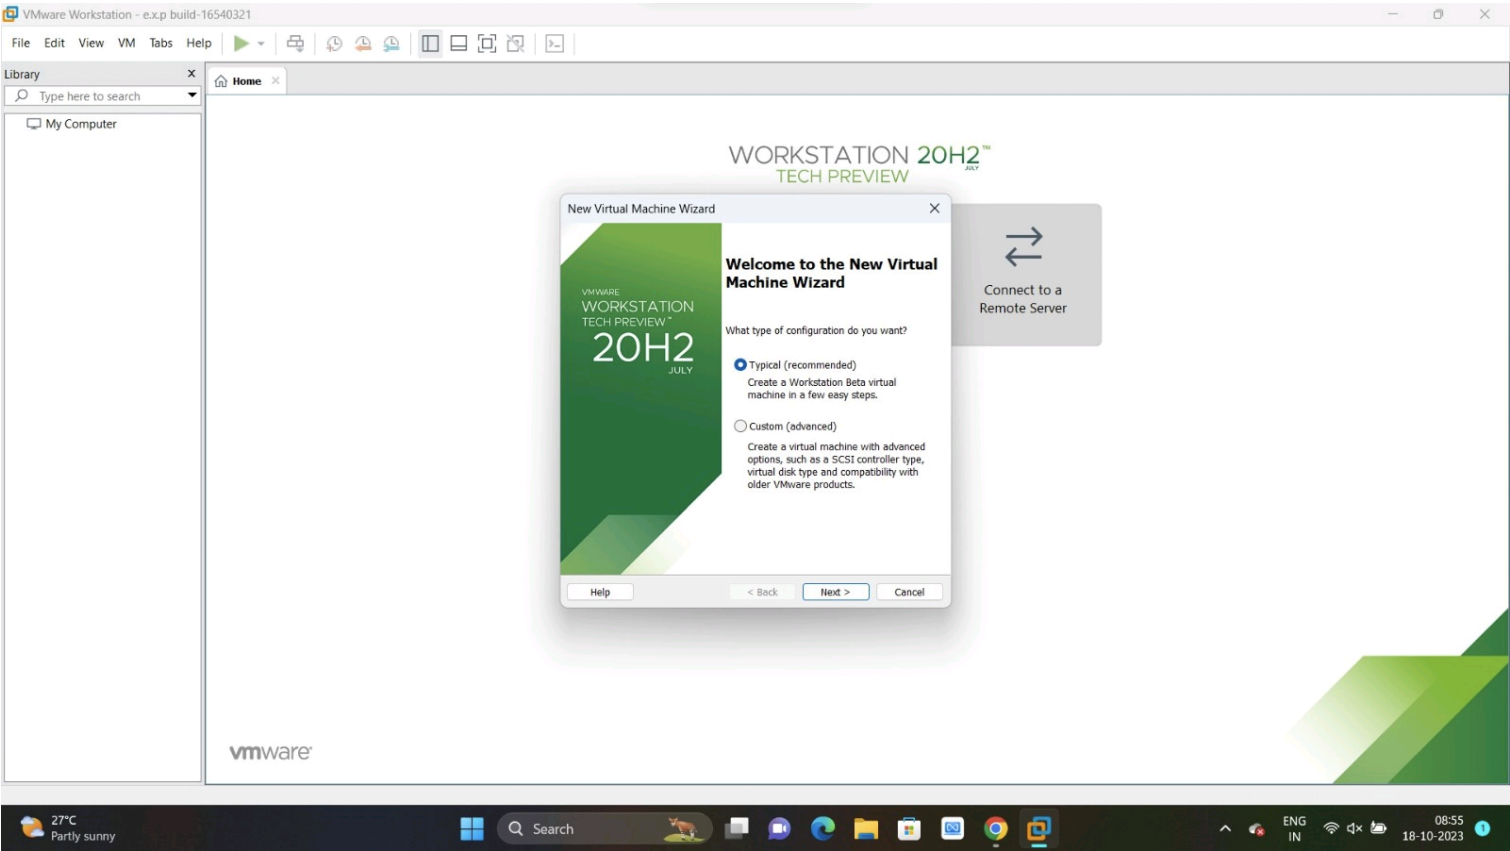 VMware Workstation - e.x.p build-16540321
File Edit View VM Tabs Help
Library X
Type here to search
My Computer
Home
WORKSTATION 20H2™
JULY
TECH PREVIEW
New Virtual Machine Wizard
VMWARE
WORKSTATION
TECH PREVIEW™
20H2
JULY
Welcome to the New Virtual
Machine Wizard
What type of configuration do you want?
Typical (recommended)
Create a Workstation Beta virtual
machine in a few easy steps.
Custom (advanced)
Create a virtual machine with advanced
options, such as a SCSI controller type,
virtual disk type and compatibility with
older VMware products.
Help < Back Next > Cancel
Connect to a
Remote Server
vmware®
27°C
Partly sunny
Search
ENG
IN
08:55
18-10-2023
1